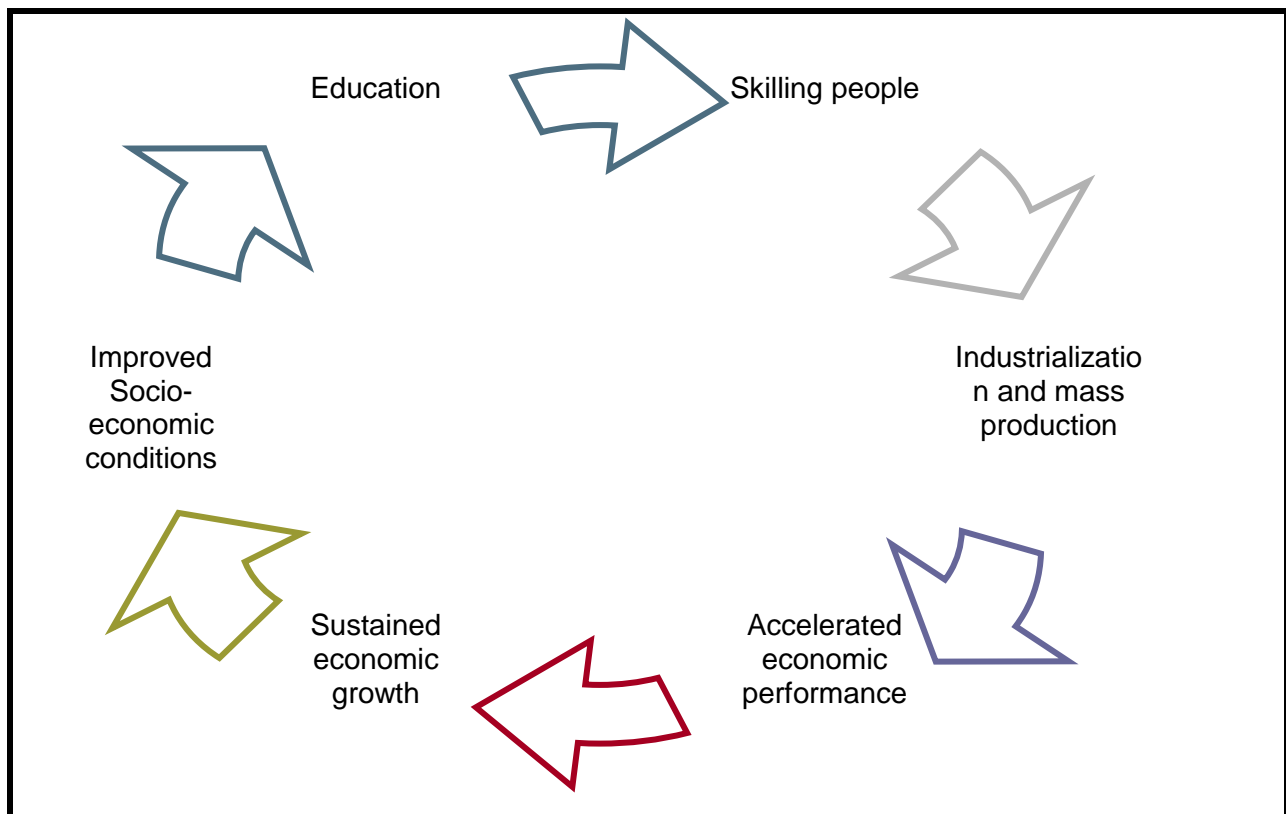 Education
Skilling people
Industrializatio
n and mass
production
Accelerated
economic
performance
Sustained
economic
growth
Improved
Socio-
economic
conditions